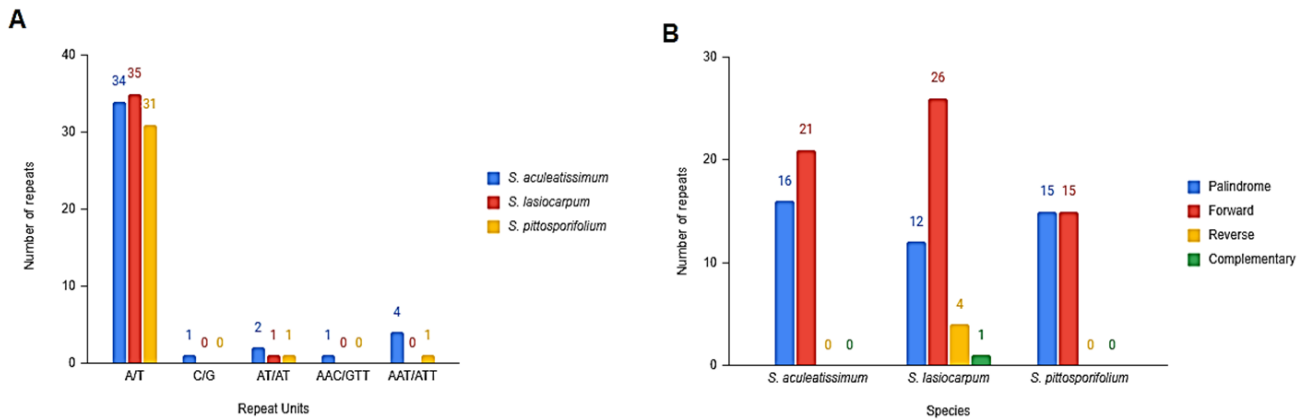 A
40
30
20
10
0
34 35 31
1 0 0
2 1 1
1 0 0
4 0 1
A/T C/G AT/AT AAC/GTT AAT/ATT
Number of repeats
Repeat Units
S. aculeatissimum
S. lasiocarpum
S. pittosporifolium
B
30
20
10
0
16 21 0 0
12 26 4 1
15 15 0 0
S. aculeatissimum S. lasiocarpum S. pittosporifolium
Number of repeats
Species
Palindrome
Forward
Reverse
Complementary